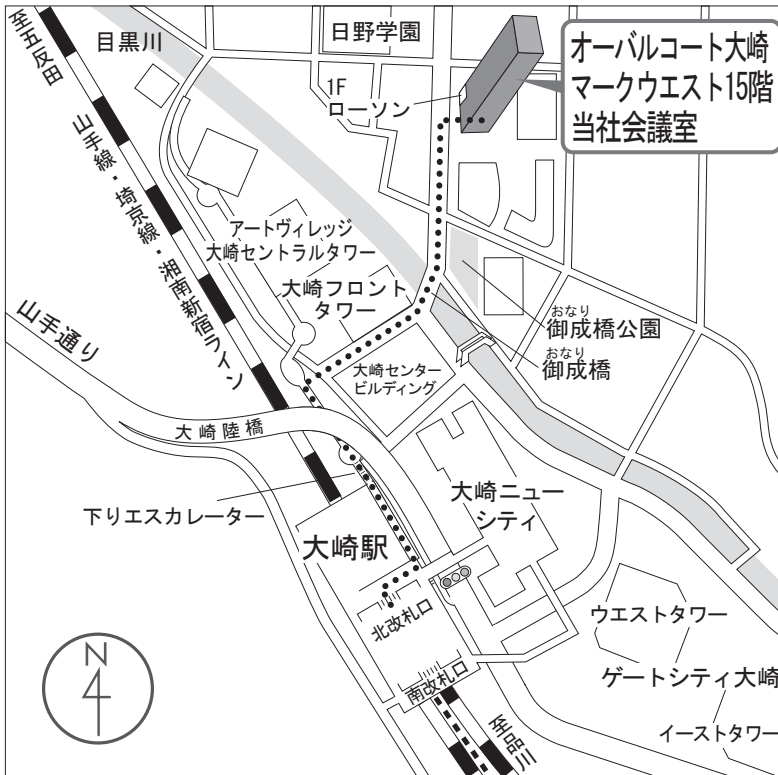 至五反田
目黒川
日野学園
オーバルコート大崎
マークウエスト15階
当社会議室
1F
ローソン
山手線・埼京線・湘南新宿ライン
アートヴィレッジ
大崎セントラルタワー
大崎フロント
タワー
おなり
御成橋公園
おなり
御成橋
山手通り
大崎センター
ビルディング
大崎陸橋
下りエスカレーター
大崎ニュー
シティ
大崎駅
北改札口
ウエストタワー
ゲートシティ大崎
南改札口
イーストタワー
至品川
N